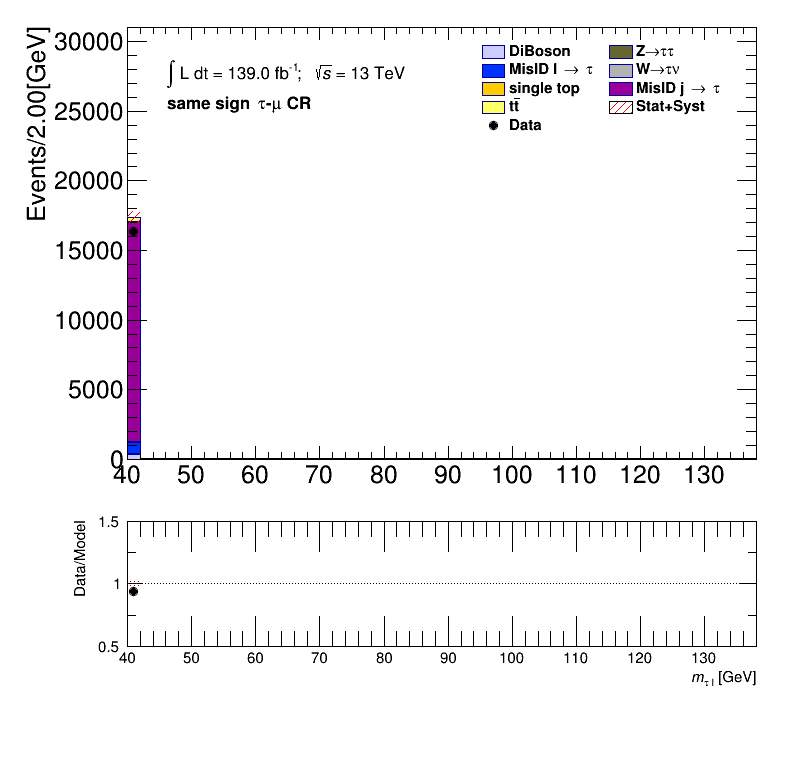 Events/2.00[GeV]
30000
25000
20000
15000
10000
5000
0
40 50 60 70 80 90 100 110 120 130
∫ L dt = 139.0 fb⁻¹; √s = 13 TeV
same sign τ-μ CR
DiBoson Z→ττ
MisID l → τ W→τν
single top MisID j → τ
tt̄ Stat+Syst
Data
Data/Model
1.5
1
0.5
40 50 60 70 80 90 100 110 120 130
m_{τ l} [GeV]